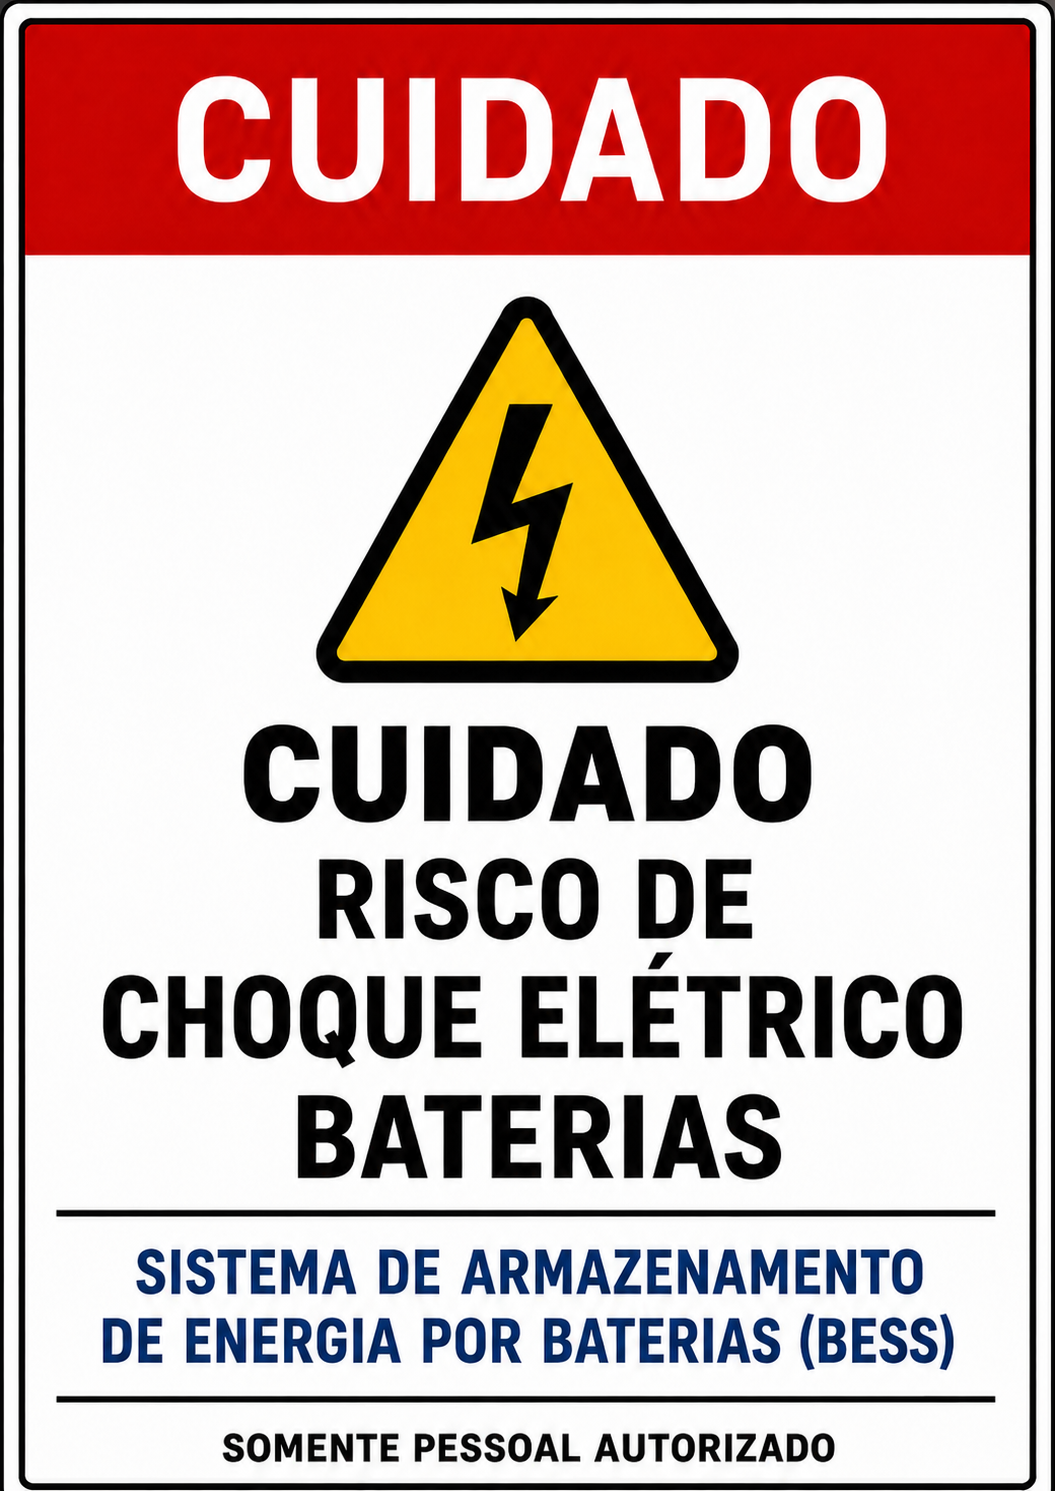 CUIDADO
CUIDADO
RISCO DE
CHOQUE ELÉTRICO
BATERIAS
SISTEMA DE ARMAZENAMENTO
DE ENERGIA POR BATERIAS (BESS)
SOMENTE PESSOAL AUTORIZADO